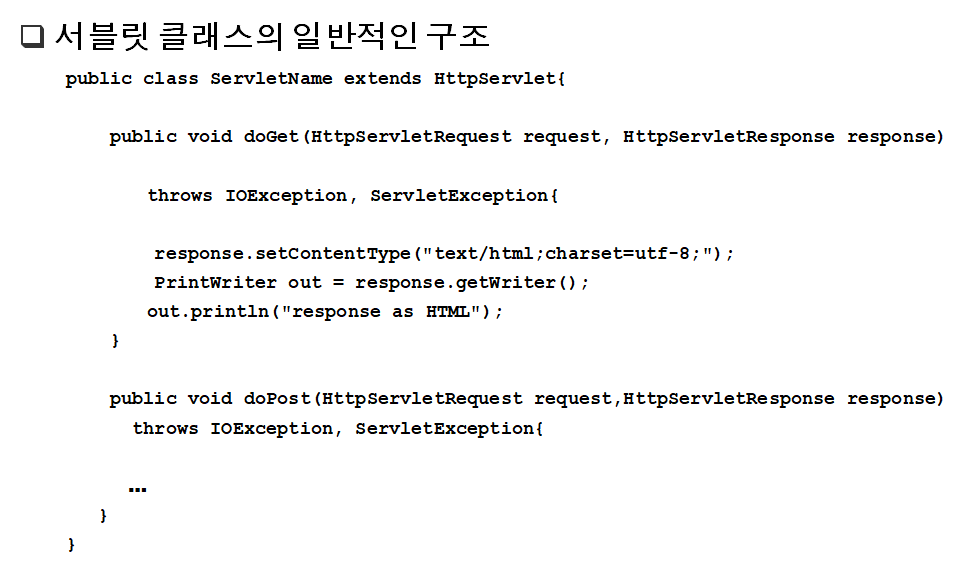 ❑ 서블릿 클래스의 일반적인 구조
public class ServletName extends HttpServlet{
public void doGet(HttpServletRequest request, HttpServletResponse response)
throws IOException, ServletException{
response.setContentType("text/html;charset=utf-8;");
PrintWriter out = response.getWriter();
out.println("response as HTML");
}
public void doPost(HttpServletRequest request,HttpServletResponse response)
throws IOException, ServletException{
…
}
}